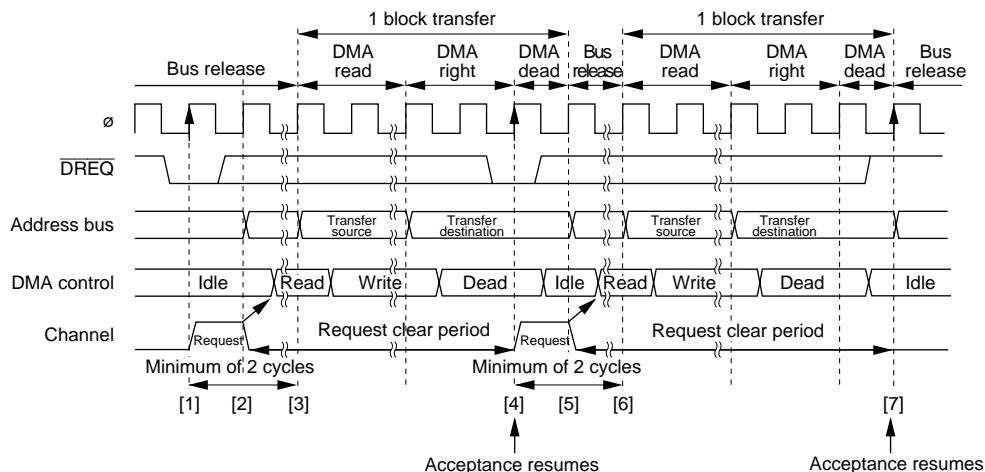 1 block transfer 1 block transfer
Bus release DMA read DMA right DMA dead Bus release DMA read DMA right DMA dead Bus release
ø
DREQ
Address bus Transfer source Transfer destination Transfer source Transfer destination
DMA control Idle Read Write Dead Idle Read Write Dead Idle
Channel Request Request clear period Request Request clear period
Minimum of 2 cycles Minimum of 2 cycles
[1] [2] [3] [4] [5] [6] [7]
Acceptance resumes Acceptance resumes